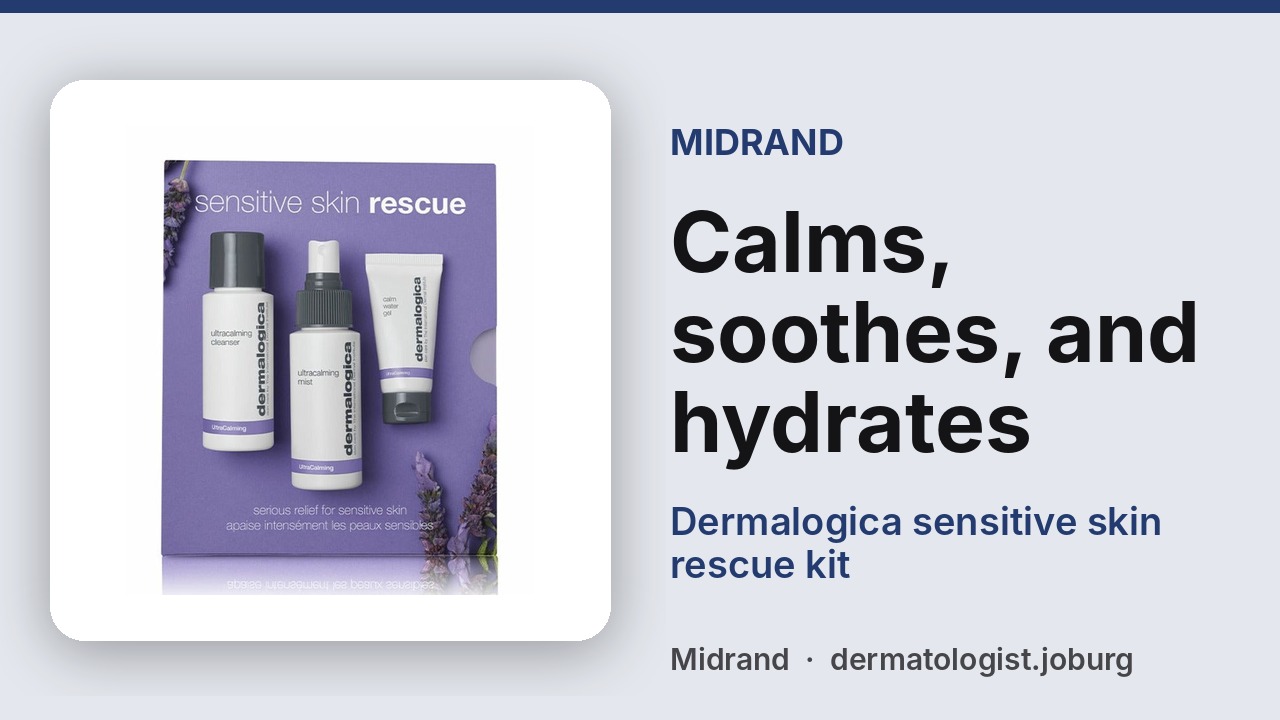 sensitive skin rescue
ultracalming
cleanser
dermalogica
UltraCalming
ultracalming
mist
dermalogica
UltraCalming
calm
water
gel
dermalogica
serious relief for sensitive skin
apaise intensément les peaux sensibles
MIDRAND
Calms,
soothes, and
hydrates
Dermalogica sensitive skin
rescue kit
Midrand · dermatologist.joburg